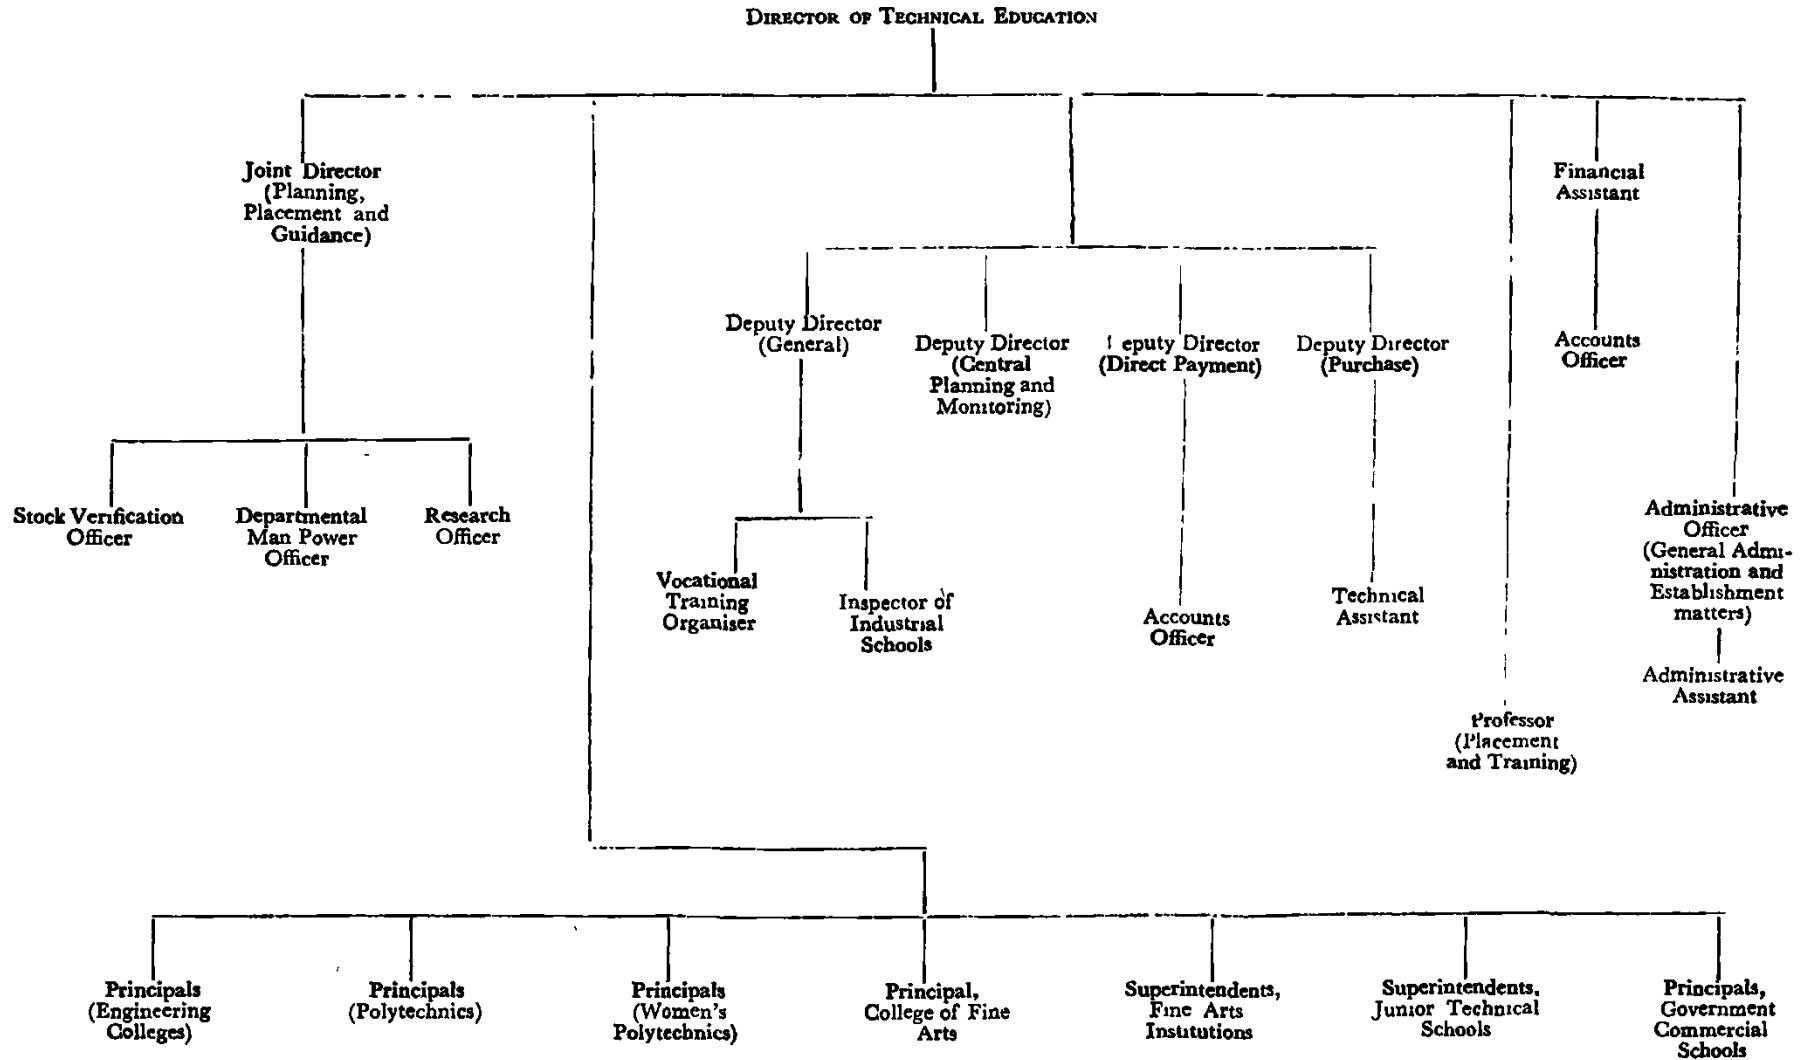 DIRECTOR OF TECHNICAL EDUCATION
Joint Director
(Planning,
Placement and
Guidance)
Financial
Assistant
Deputy Director
(General)
Deputy Director
(Central
Planning and
Monitoring)
eputy Director
(Direct Payment)
Deputy Director
(Purchase)
Accounts
Officer
Stock Verification
Officer
Departmental
Man Power
Officer
Research
Officer
Administrative
Officer
(General Admi-
nistration and
Establishment
matters)
Vocational
Training
Organiser
Inspector of
Industrial
Schools
Accounts
Officer
Technical
Assistant
Administrative
Assistant
Professor
(Placement
and Training)
Principals
(Engineering
Colleges)
Principals
(Polytechnics)
Principals
(Women's
Polytechnics)
Principal,
College of Fine
Arts
Superintendents,
Fine Arts
Institutions
Superintendents,
Junior Technical
Schools
Principals,
Government
Commercial
Schools